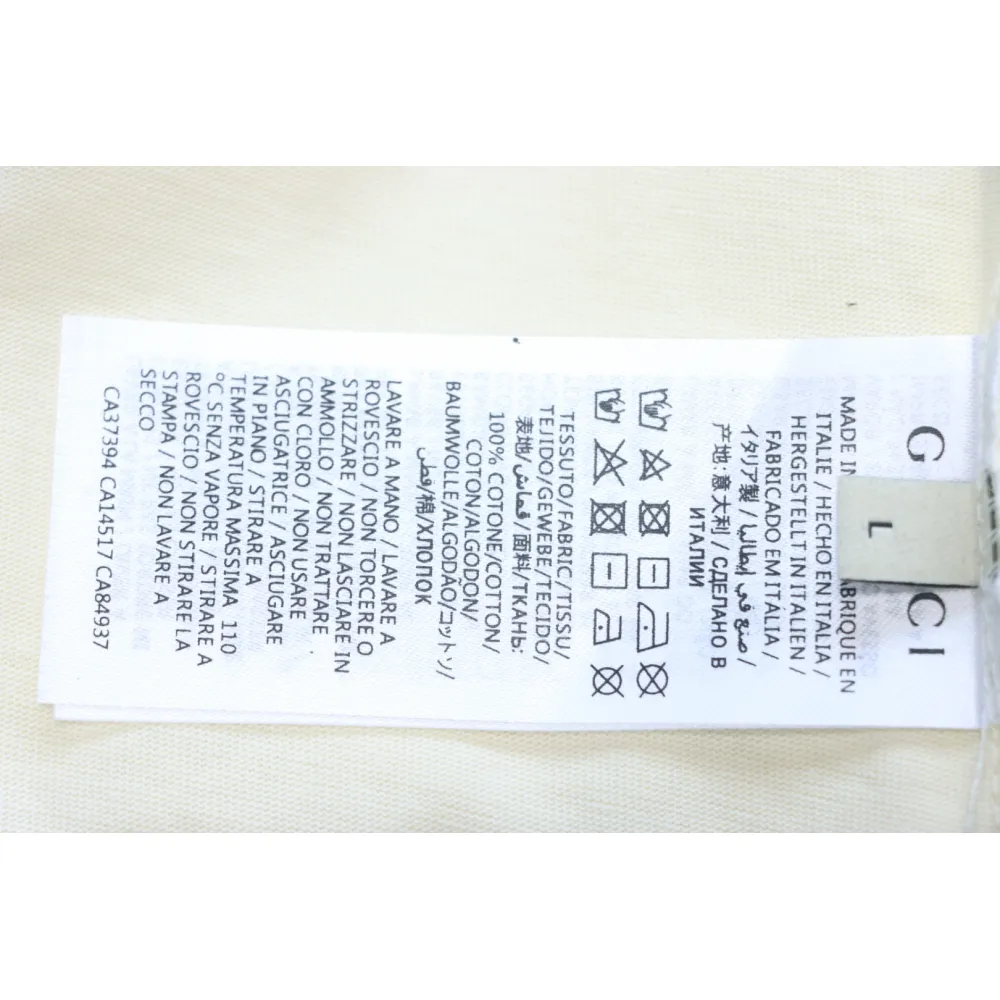 G CI
L
MADE IN ABRIQUE EN
ITALIE / HECHO EN ITALIA /
HERGESTELLT IN ITALIEN /
FABRICADO EM ITALIA /
イタリア製 / صنع في إيطاليا /
产地:意大利 / СДЕЛАНО В
ИТАЛИИ
TESSUTO/FABRIC/TISSU/
TEJIDO/GEWEBE/TECIDO/
表地/قماش/面料/ТКАНЬ:
100% COTONE/COTTON/
COTON/ALGODON/
BAUMWOLLE/ALGODÃO/コットン/
قطن/棉/ХЛОПОК
LAVARE A MANO / LAVARE A
ROVESCIO / NON TORCERE O
STRIZZARE / NON LASCIARE IN
AMMOLLO / NON TRATTARE
CON CLORO / NON USARE
ASCIUGATRICE / ASCIUGARE
IN PIANO / STIRARE A
TEMPERATURA MASSIMA 110
°C SENZA VAPORE / STIRARE A
ROVESCIO / NON STIRARE LA
STAMPA / NON LAVARE A
SECCO
CA37394 CA14517 CA84937